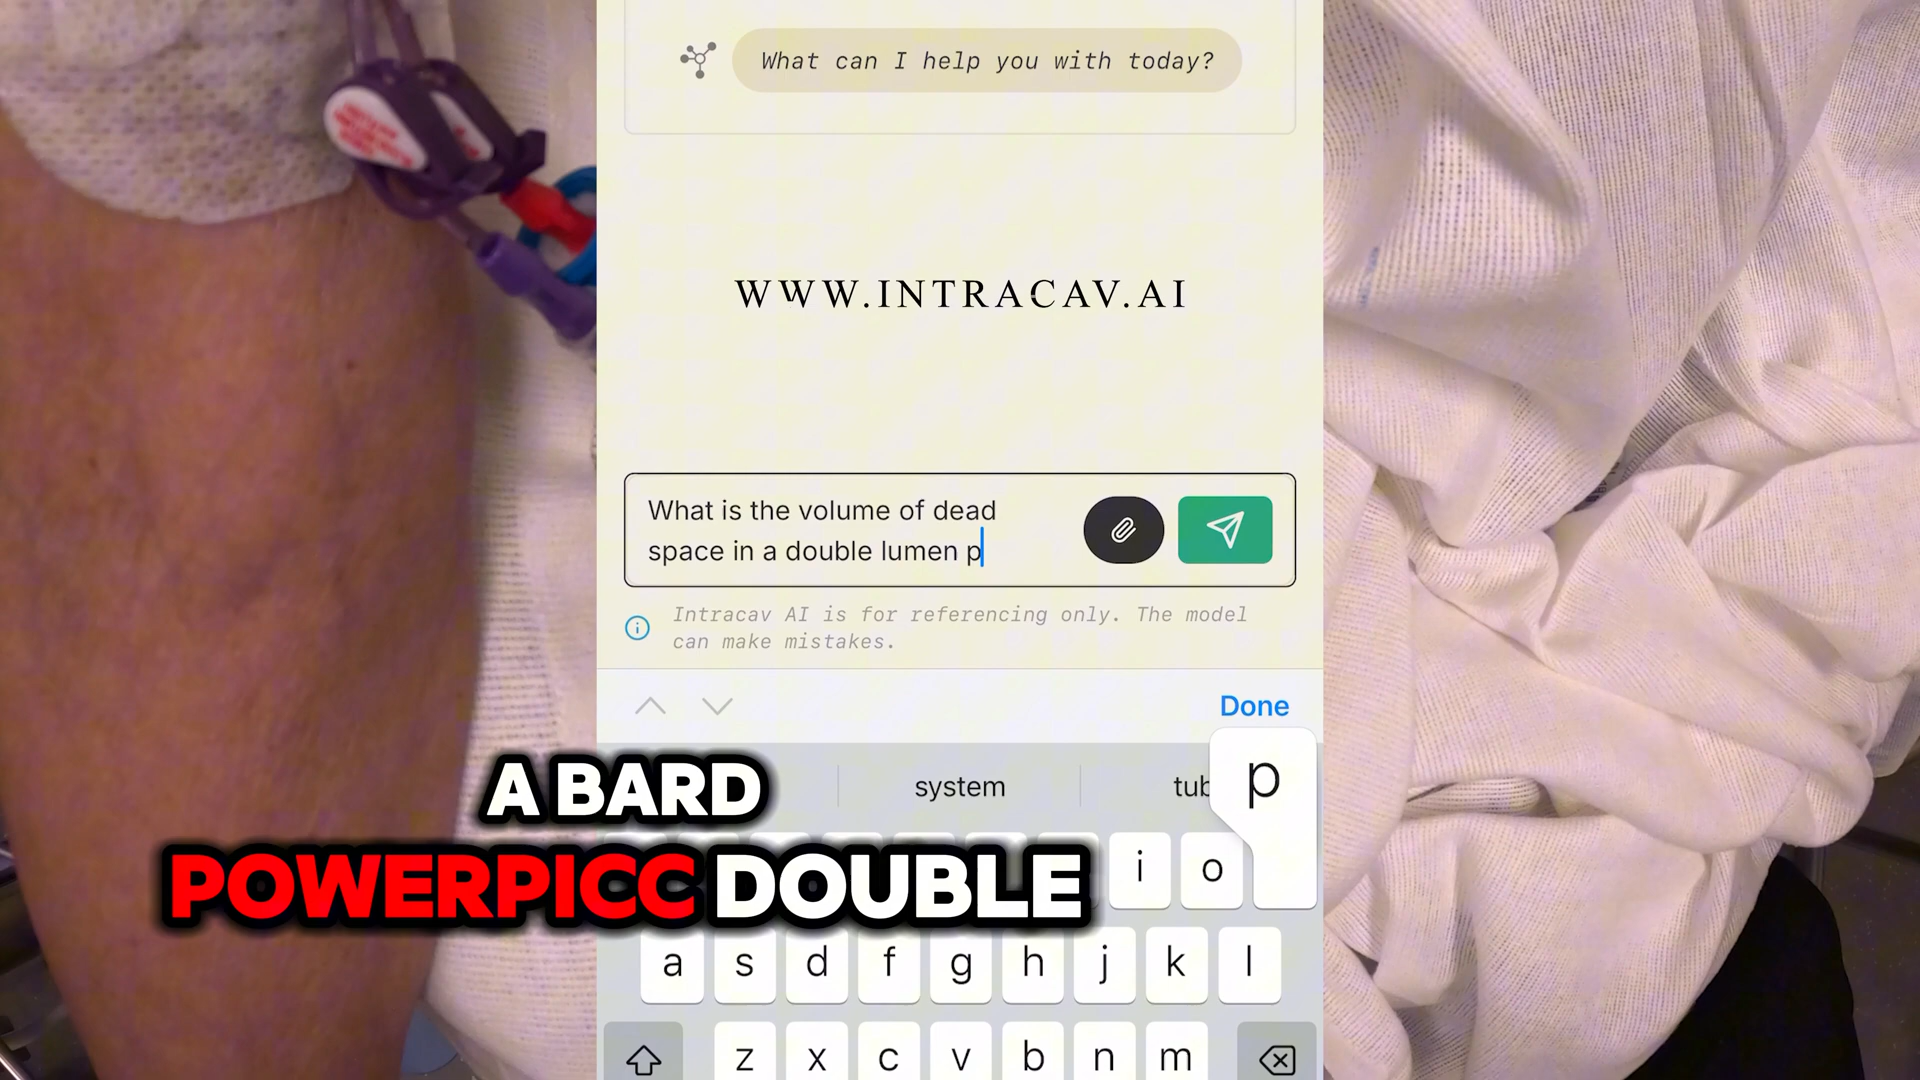 What can I help you with today?
WWW.INTRACAV.AI
What is the volume of dead
space in a double lumen p
Intracav AI is for referencing only. The model
can make mistakes.
Done
system
tub
p
A BARD
POWERPICC DOUBLE
i o
a s d f g h j k l
z x c v b n m